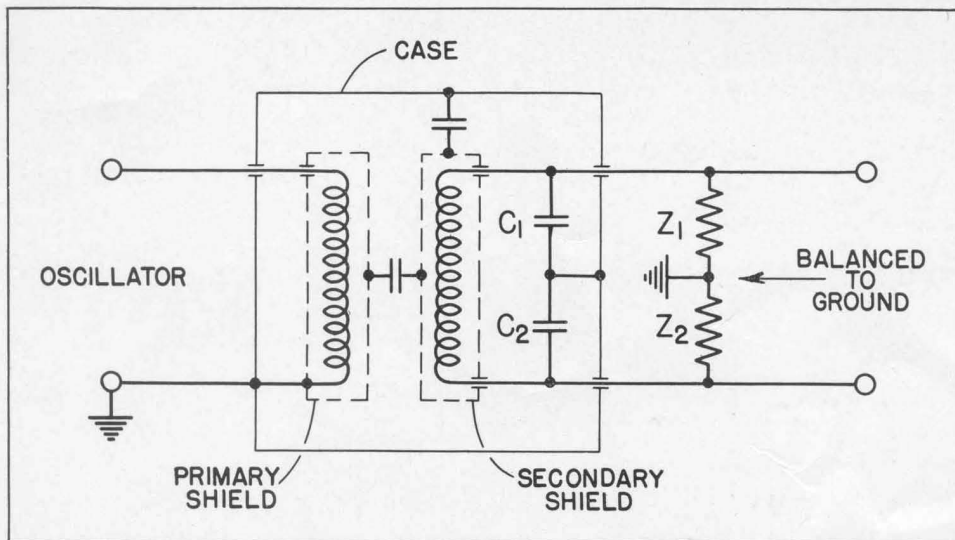 CASE
OSCILLATOR
C1
C2
Z1
Z2
BALANCED
TO
GROUND
PRIMARY
SHIELD
SECONDARY
SHIELD